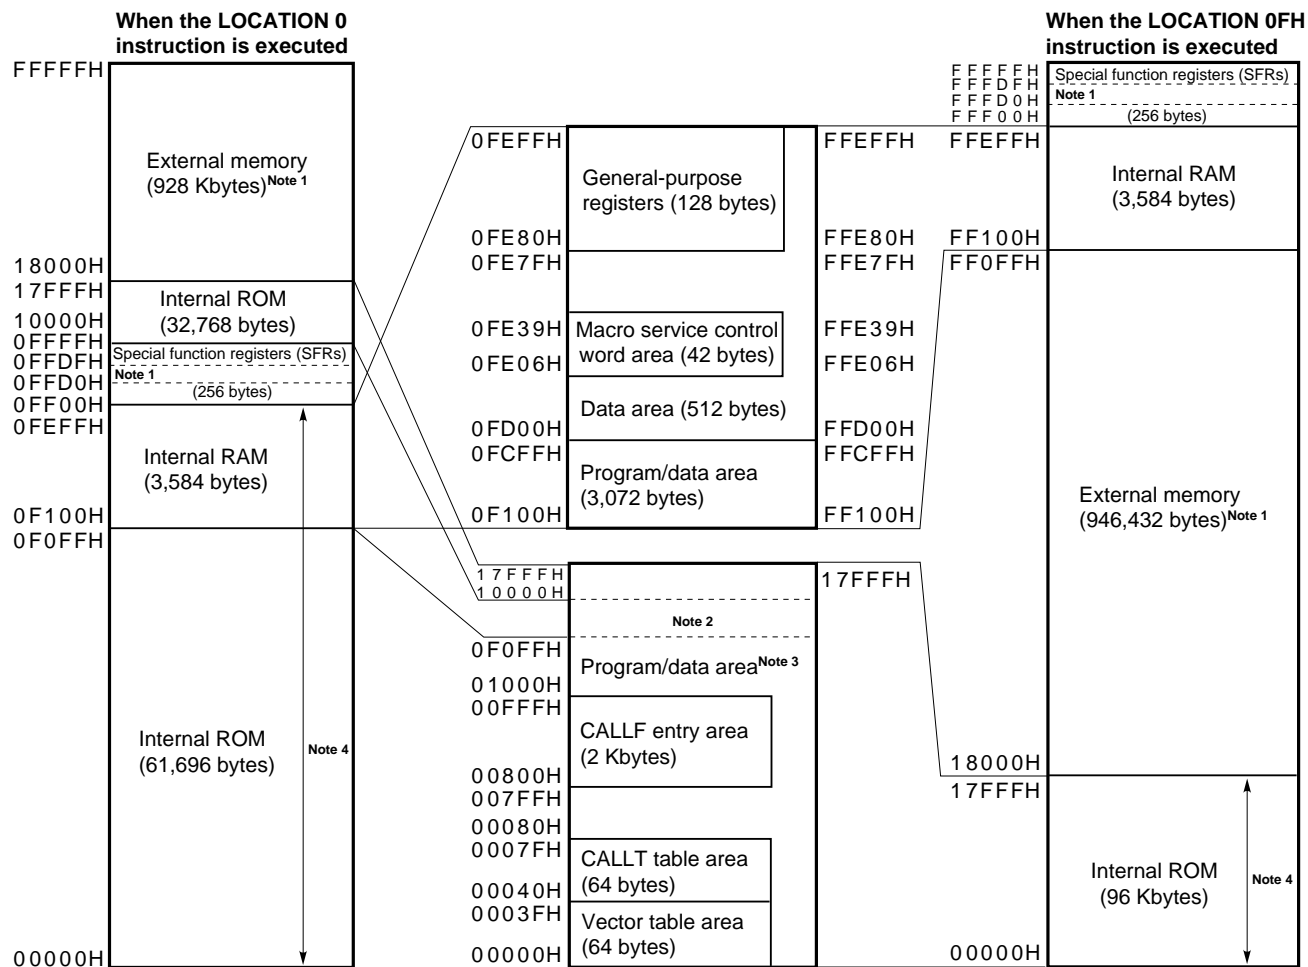 When the LOCATION 0
instruction is executed
FFFFFH
External memory
(928 Kbytes)Note 1
18000H
17FFFH
Internal ROM
(32,768 bytes)
10000H
0FFFFH
Special function registers (SFRs)
0FFDFH
Note 1
0FFD0H
(256 bytes)
0FF00H
0FEFFH
Internal RAM
(3,584 bytes)
0F100H
0F0FFH
Internal ROM
(61,696 bytes)
Note 4
00000H
0FEFFH
General-purpose
registers (128 bytes)
0FE80H
0FE7FH
0FE39H
Macro service control
word area (42 bytes)
0FE06H
Data area (512 bytes)
0FD00H
0FCFFH
Program/data area
(3,072 bytes)
0F100H
FFEFFH
FFE80H
FFE7FH
FFE39H
FFE06H
FFD00H
FFCFFH
FF100H
17FFFH
10000H
Note 2
0F0FFH
Program/data areaNote 3
01000H
00FFFH
CALLF entry area
(2 Kbytes)
00800H
007FFH
00080H
0007FH
CALLT table area
(64 bytes)
00040H
0003FH
Vector table area
(64 bytes)
00000H
17FFFH
When the LOCATION 0FH
instruction is executed
FFFFFH
Special function registers (SFRs)
FFFDFH
Note 1
FFFD0H
FFF00H
(256 bytes)
FFEFFH
Internal RAM
(3,584 bytes)
FF100H
FF0FFH
External memory
(946,432 bytes)Note 1
18000H
17FFFH
Internal ROM
(96 Kbytes)
Note 4
00000H